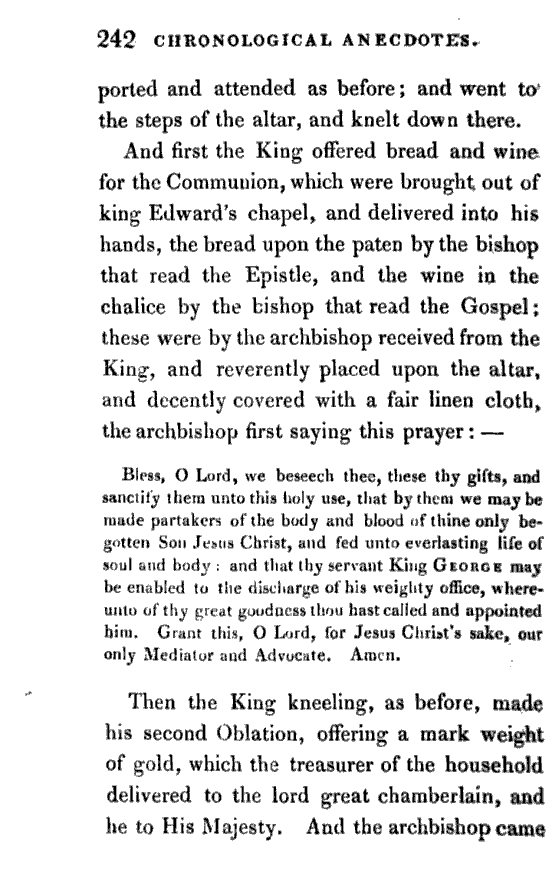 242 CHRONOLOGICAL ANECDOTES.
ported and attended as before; and went to
the steps of the altar, and knelt down there.
And first the King offered bread and wine
for the Communion, which were brought out of
king Edward's chapel, and delivered into his
hands, the bread upon the paten by the bishop
that read the Epistle, and the wine in the
chalice by the bishop that read the Gospel;
these were by the archbishop received from the
King, and reverently placed upon the altar,
and decently covered with a fair linen cloth,
the archbishop first saying this prayer: —
Bless, O Lord, we beseech thee, these thy gifts, and
sanctify them unto this holy use, that by them we may be
made partakers of the body and blood of thine only be-
gotten Son Jesus Christ, and fed unto everlasting life of
soul and body: and that thy servant King GEORGE may
be enabled to the discharge of his weighty office, where-
unto of thy great goodness thou hast called and appointed
him. Grant this, O Lord, for Jesus Christ's sake, our
only Mediator and Advocate. Amen.
Then the King kneeling, as before, made
his second Oblation, offering a mark weight
of gold, which the treasurer of the household
delivered to the lord great chamberlain, and
he to His Majesty. And the archbishop came